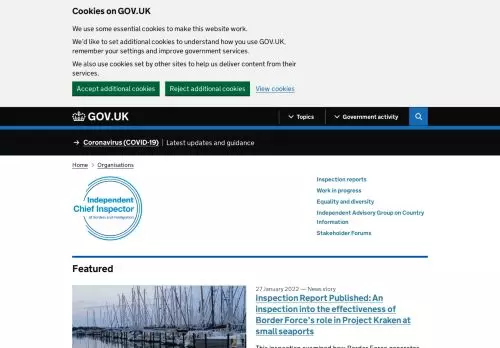 Cookies on GOV.UK
We use some essential cookies to make this website work.
We'd like to set additional cookies to understand how you use GOV.UK,
remember your settings and improve government services.
We also use cookies set by other sites to help us deliver content from their
services.
Accept additional cookies Reject additional cookies View cookies
GOV.UK Topics Government activity
→ Coronavirus (COVID-19) Latest updates and guidance
Home > Organisations
Independent
Chief Inspector
of Borders and Immigration
Inspection reports
Work in progress
Equality and diversity
Independent Advisory Group on Country
Information
Stakeholder Forums
Featured
27 January 2022 — News story
Inspection Report Published: An
inspection into the effectiveness of
Border Force's role in Project Kraken at
small seaports
This inspection examined how Border Force generates